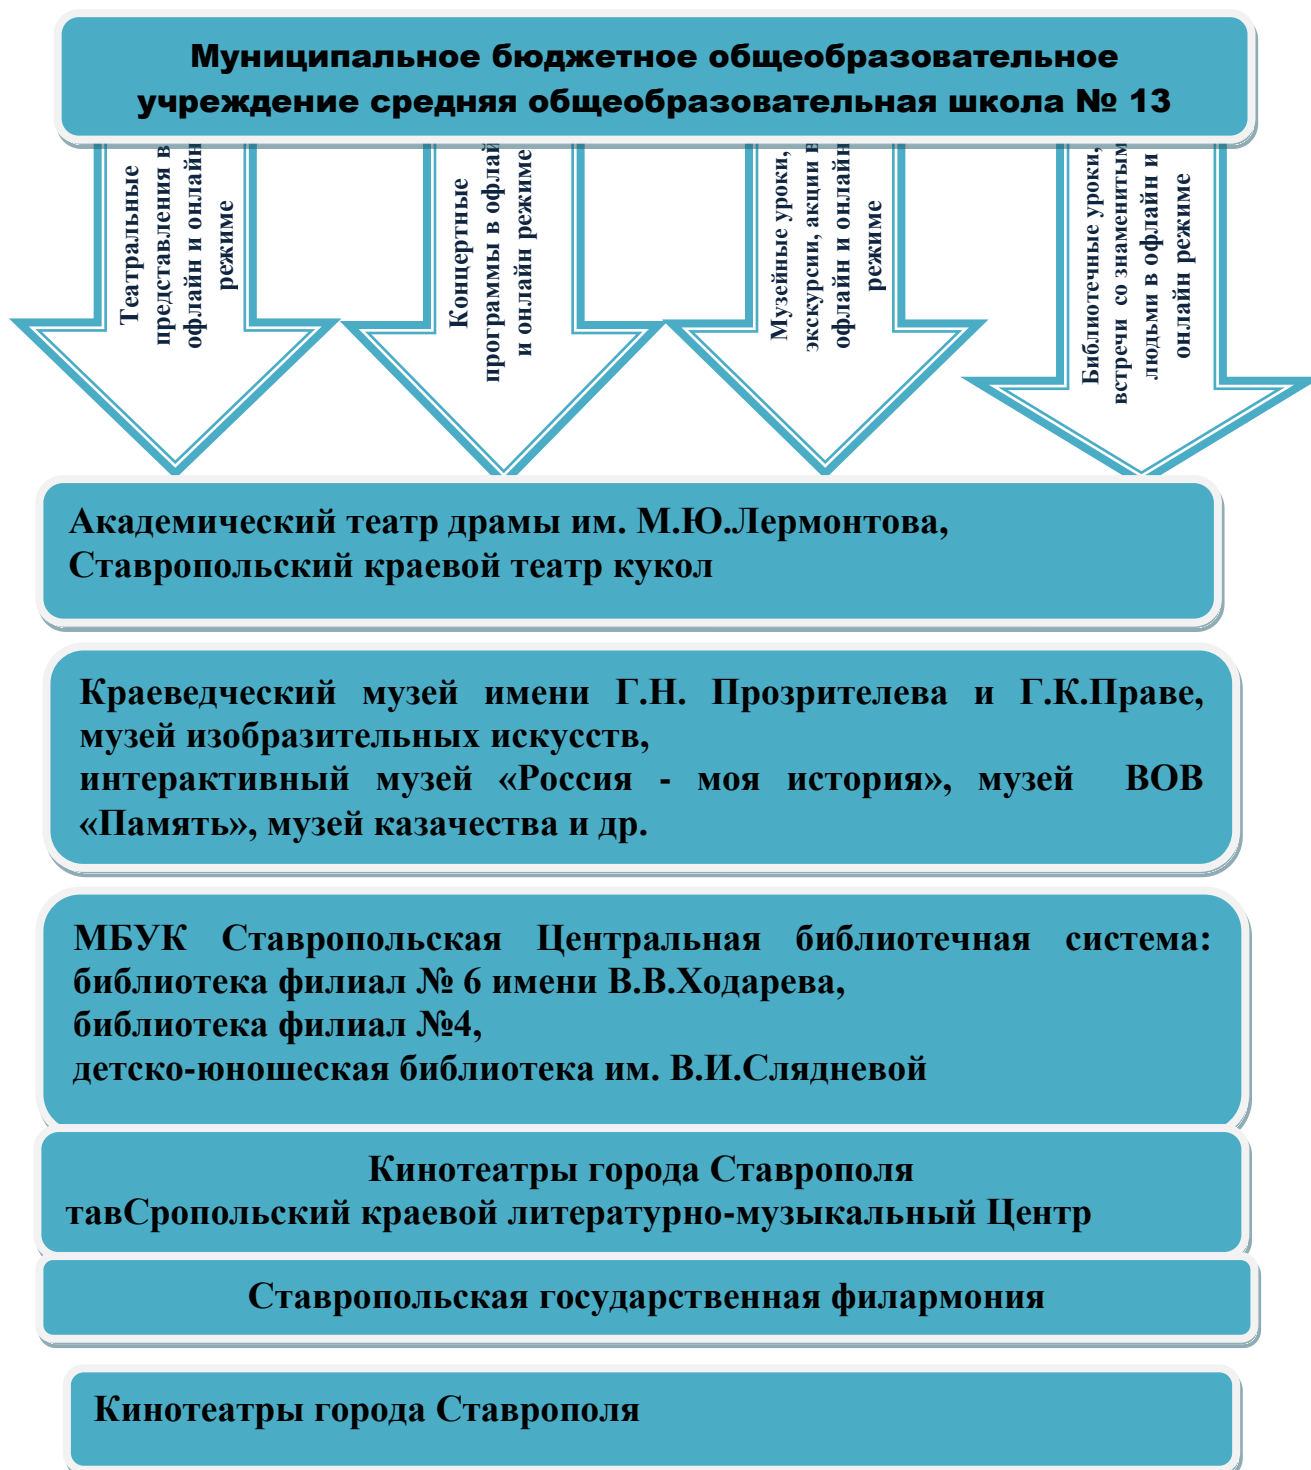 Муниципальное бюджетное общеобразовательное
учреждение средняя общеобразовательная школа № 13
Театральные
представления в
офлайн и онлайн
режиме
Концертные
программы в офлай
и онлайн режиме
Музейные уроки,
экскурсии, акции в
офлайн и онлайн
режиме
Библиотечные уроки,
встречи со знаменитым
людьми в офлайн и
онлайн режиме
Академический театр драмы им. М.Ю.Лермонтова,
Ставропольский краевой театр кукол
Краеведческий музей имени Г.Н. Прозрителева и Г.К.Праве,
музей изобразительных искусств,
интерактивный музей «Россия - моя история», музей ВОВ
«Память», музей казачества и др.
МБУК Ставропольская Центральная библиотечная система:
библиотека филиал № 6 имени В.В.Ходарева,
библиотека филиал №4,
детско-юношеская библиотека им. В.И.Слядневой
Кинотеатры города Ставрополя
тавСропольский краевой литературно-музыкальный Центр
Ставропольская государственная филармония
Кинотеатры города Ставрополя